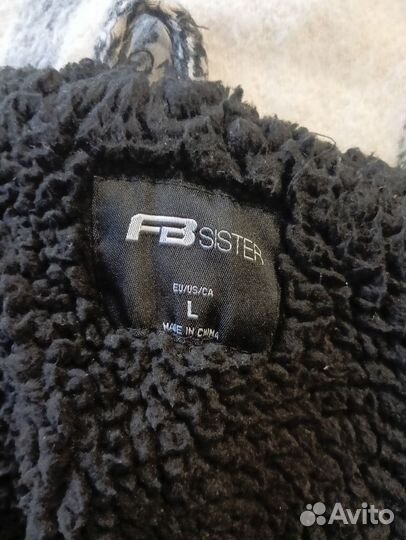 FB SISTER
EU/US/CA
L
MADE IN CHINA
Avito